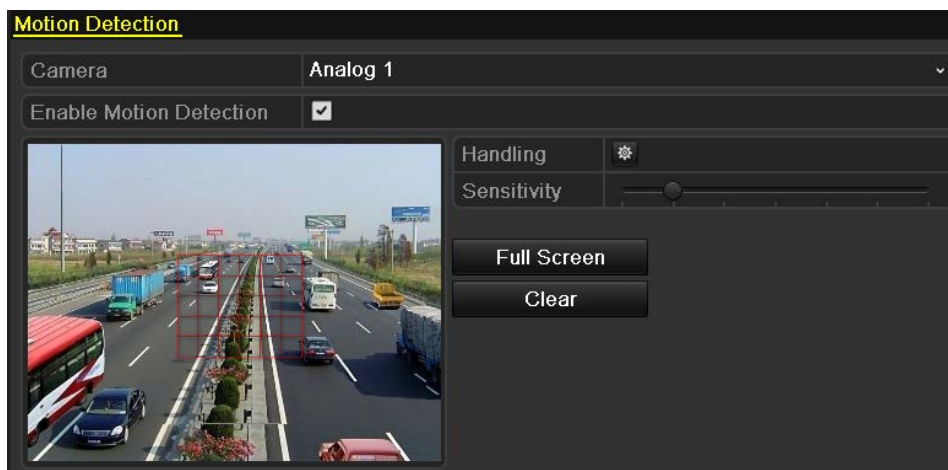 Motion Detection
Camera
Analog 1
Enable Motion Detection
Handling
Sensitivity
Full Screen
Clear